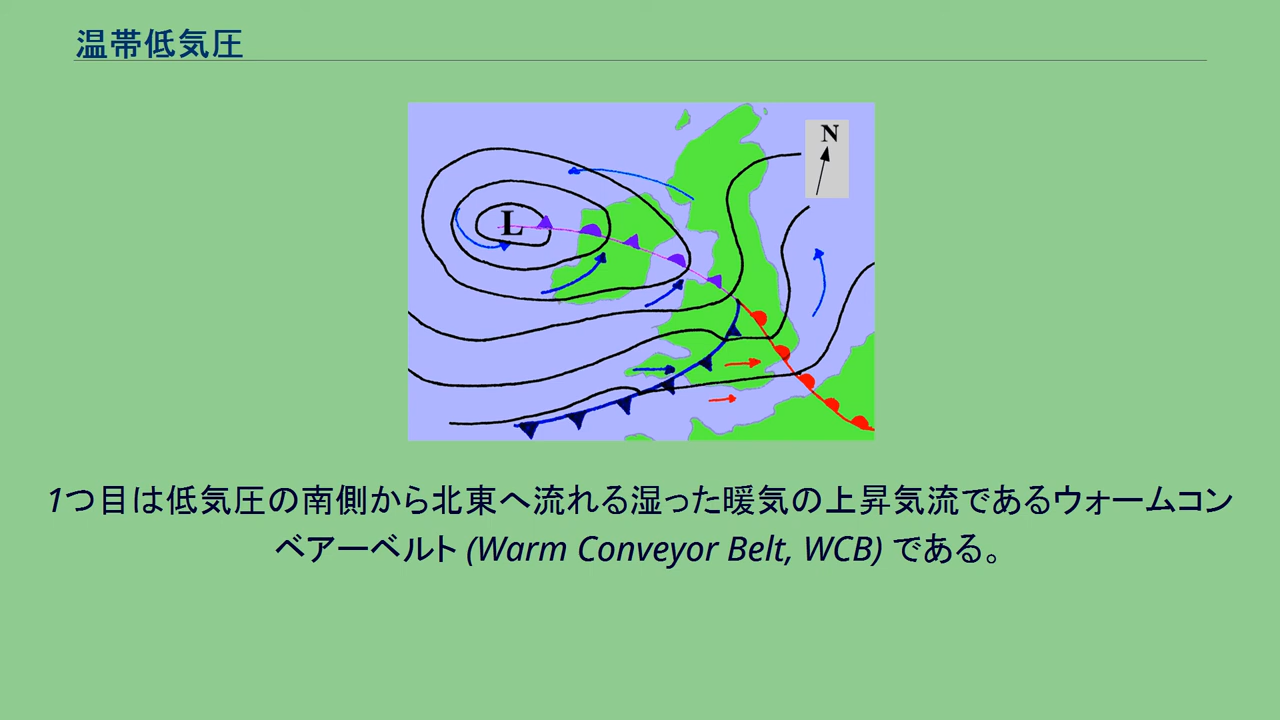 温帯低気圧
N
L
1つ目は低気圧の南側から北東へ流れる湿った暖気の上昇気流であるウォームコン
ベアーベルト (Warm Conveyor Belt, WCB) である。